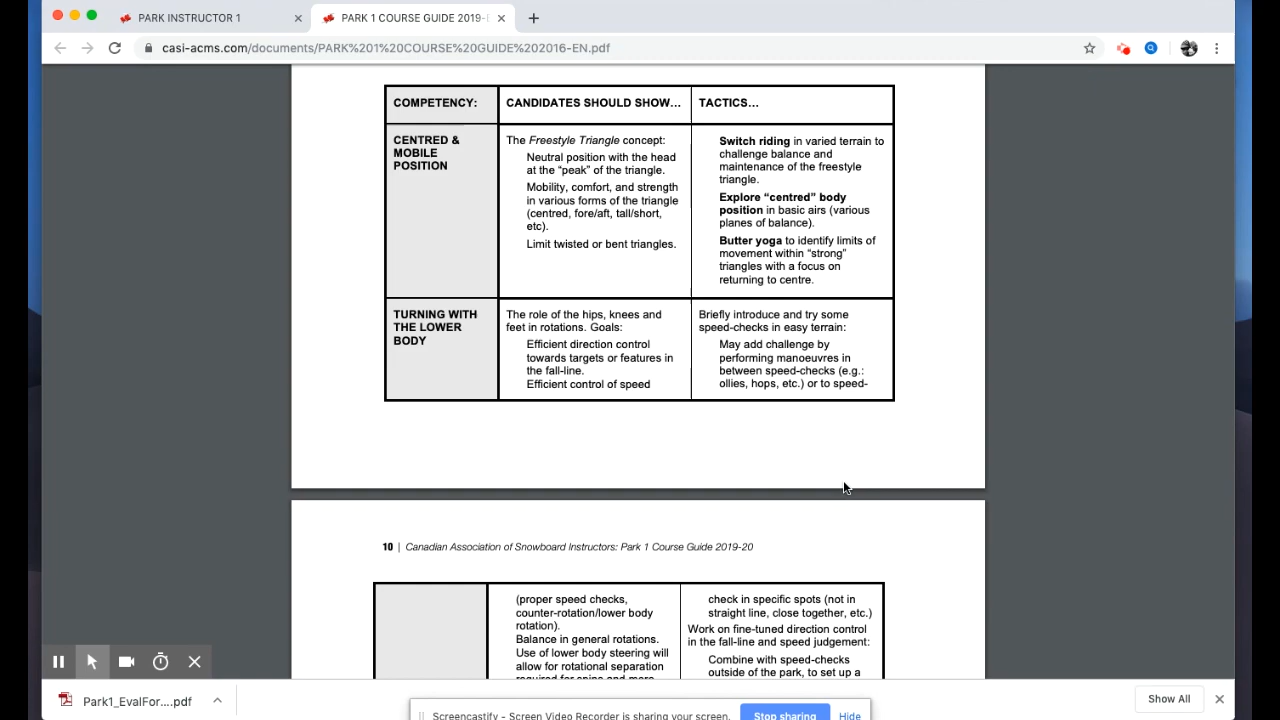 PARK INSTRUCTOR 1
PARK 1 COURSE GUIDE 2019-
casi-acms.com/documents/PARK%201%20COURSE%20GUIDE%202016-EN.pdf
COMPETENCY:
CANDIDATES SHOULD SHOW…
TACTICS…
CENTRED &
MOBILE
POSITION
The Freestyle Triangle concept:
Neutral position with the head
at the “peak” of the triangle.
Mobility, comfort, and strength
in various forms of the triangle
(centred, fore/aft, tall/short,
etc).
Limit twisted or bent triangles.
Switch riding in varied terrain to
challenge balance and
maintenance of the freestyle
triangle.
Explore “centred” body
position in basic airs (various
planes of balance).
Butter yoga to identify limits of
movement within “strong”
triangles with a focus on
returning to centre.
TURNING WITH
THE LOWER
BODY
The role of the hips, knees and
feet in rotations. Goals:
Efficient direction control
towards targets or features in
the fall-line.
Efficient control of speed
Briefly introduce and try some
speed-checks in easy terrain:
May add challenge by
performing manoeuvres in
between speed-checks (e.g.:
ollies, hops, etc.) or to speed-
10 | Canadian Association of Snowboard Instructors: Park 1 Course Guide 2019-20
(proper speed checks,
counter-rotation/lower body
rotation).
Balance in general rotations.
Use of lower body steering will
allow for rotational separation
required for spins and more
check in specific spots (not in
straight line, close together, etc.)
Work on fine-tuned direction control
in the fall-line and speed judgement:
Combine with speed-checks
outside of the park, to set up a
Park1_EvalFor....pdf
Show All
Screencastify - Screen Video Recorder is sharing your screen.
Stop sharing
Hide